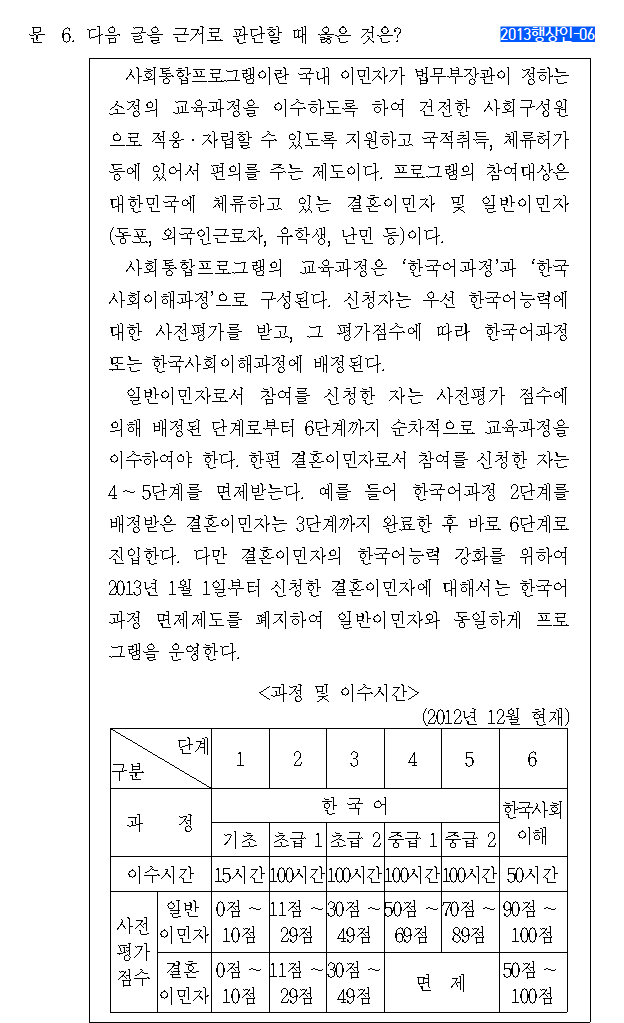 문 6. 다음 글을 근거로 판단할 때 옳은 것은?
2013행상인-06
사회통합프로그램이란 국내 이민자가 법무부장관이 정하는
소정의 교육과정을 이수하도록 하여 건전한 사회구성원
으로 적응·자립할 수 있도록 지원하고 국적취득, 체류허가
등에 있어서 편의를 주는 제도이다. 프로그램의 참여대상은
대한민국에 체류하고 있는 결혼이민자 및 일반이민자
(동포, 외국인근로자, 유학생, 난민 등)이다.
사회통합프로그램의 교육과정은 ‘한국어과정’과 ‘한국
사회이해과정’으로 구성된다. 신청자는 우선 한국어능력에
대한 사전평가를 받고, 그 평가점수에 따라 한국어과정
또는 한국사회이해과정에 배정된다.
일반이민자로서 참여를 신청한 자는 사전평가 점수에
의해 배정된 단계로부터 6단계까지 순차적으로 교육과정을
이수하여야 한다. 한편 결혼이민자로서 참여를 신청한 자는
4～5단계를 면제받는다. 예를 들어 한국어과정 2단계를
배정받은 결혼이민자는 3단계까지 완료한 후 바로 6단계로
진입한다. 다만 결혼이민자의 한국어능력 강화를 위하여
2013년 1월 1일부터 신청한 결혼이민자에 대해서는 한국어
과정 면제제도를 폐지하여 일반이민자와 동일하게 프로
그램을 운영한다.
<과정 및 이수시간>
(2012년 12월 현재)
단계 1 2 3 4 5 6
구분
과 정 한 국 어 한국사회
기초 초급 1 초급 2 중급 1 중급 2 이해
이수시간 15시간 100시간 100시간 100시간 100시간 50시간
사전 일반 0점～ 11점～ 30점～ 50점～ 70점～ 90점～
평가 이민자 10점 29점 49점 69점 89점 100점
점수 결혼 0점～ 11점～ 30점～ 면 제 50점～
이민자 10점 29점 49점 100점